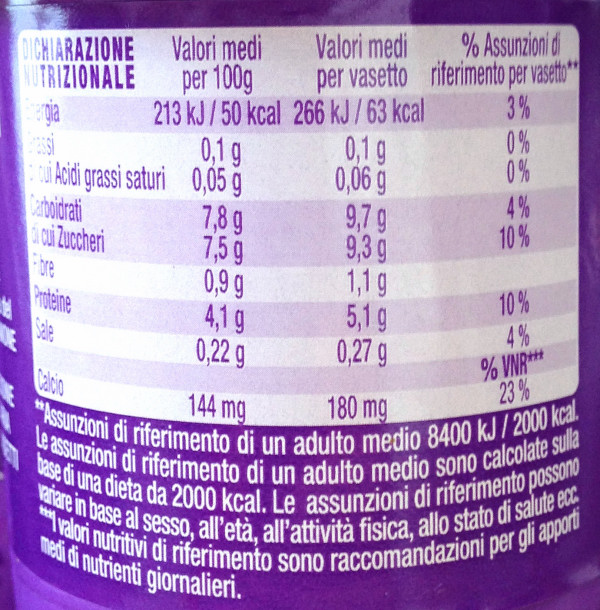 DICHIARAZIONE Valori medi Valori medi % Assunzioni di
NUTRIZIONALE per 100g per vasetto riferimento per vasetto**
Energia 213 kJ / 50 kcal 266 kJ / 63 kcal 3 %
Grassi 0,1 g 0,1 g 0 %
di cui Acidi grassi saturi 0,05 g 0,06 g 0 %
Carboidrati 7,8 g 9,7 g 4 %
di cui Zuccheri 7,5 g 9,3 g 10 %
Fibre 0,9 g 1,1 g
Proteine 4,1 g 5,1 g 10 %
Sale 0,22 g 0,27 g 4 %
% VNR***
Calcio 144 mg 180 mg 23 %
**Assunzioni di riferimento di un adulto medio 8400 kJ / 2000 kcal.
Le assunzioni di riferimento di un adulto medio sono calcolate sulla
base di una dieta da 2000 kcal. Le assunzioni di riferimento possono
variare in base al sesso, all'età, all'attività fisica, allo stato di salute ecc.
***I valori nutritivi di riferimento sono raccomandazioni per gli apporti
medi di nutrienti giornalieri.